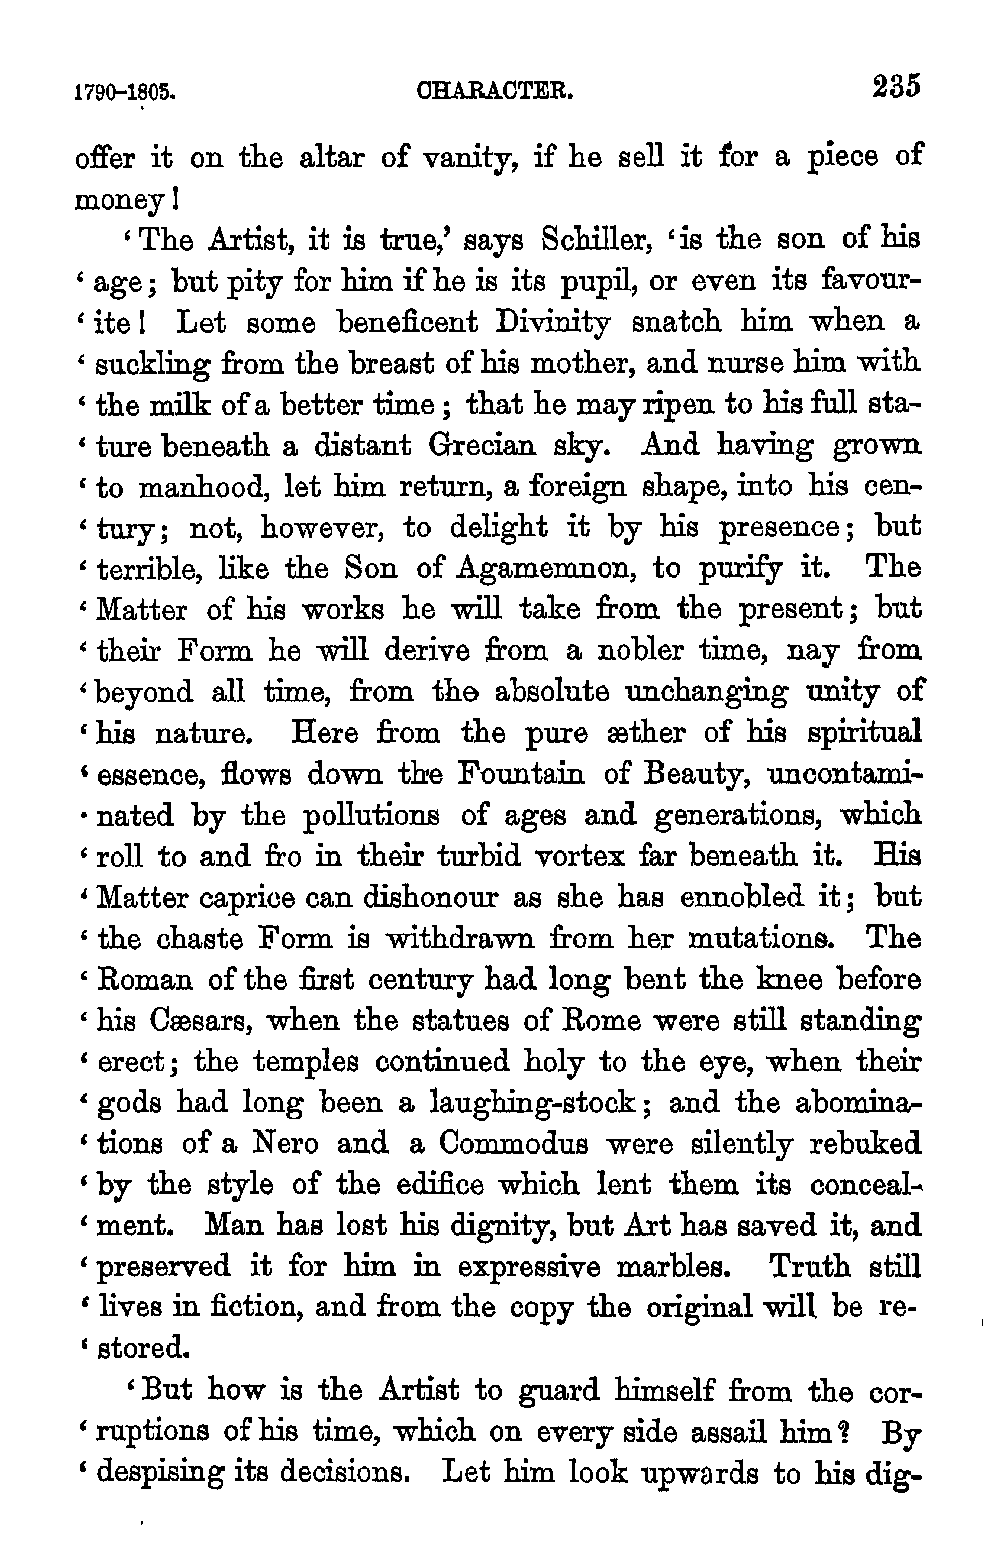 1790–1805. CHARACTER. 235
offer it on the altar of vanity, if he sell it for a piece of
money!
‘The Artist, it is true,’ says Schiller, ‘is the son of his
‘age; but pity for him if he is its pupil, or even its favour-
‘ite! Let some beneficent Divinity snatch him when a
‘suckling from the breast of his mother, and nurse him with
‘the milk of a better time; that he may ripen to his full sta-
‘ture beneath a distant Grecian sky. And having grown
‘to manhood, let him return, a foreign shape, into his cen-
‘tury; not, however, to delight it by his presence; but
‘terrible, like the Son of Agamemnon, to purify it. The
‘Matter of his works he will take from the present; but
‘their Form he will derive from a nobler time, nay from
‘beyond all time, from the absolute unchanging unity of
‘his nature. Here from the pure æther of his spiritual
‘essence, flows down the Fountain of Beauty, uncontami-
‘nated by the pollutions of ages and generations, which
‘roll to and fro in their turbid vortex far beneath it. His
‘Matter caprice can dishonour as she has ennobled it; but
‘the chaste Form is withdrawn from her mutations. The
‘Roman of the first century had long bent the knee before
‘his Cæsars, when the statues of Rome were still standing
‘erect; the temples continued holy to the eye, when their
‘gods had long been a laughing-stock; and the abomina-
‘tions of a Nero and a Commodus were silently rebuked
‘by the style of the edifice which lent them its conceal-
‘ment. Man has lost his dignity, but Art has saved it, and
‘preserved it for him in expressive marbles. Truth still
‘lives in fiction, and from the copy the original will be re-
‘stored.
‘But how is the Artist to guard himself from the cor-
‘ruptions of his time, which on every side assail him? By
‘despising its decisions. Let him look upwards to his dig-